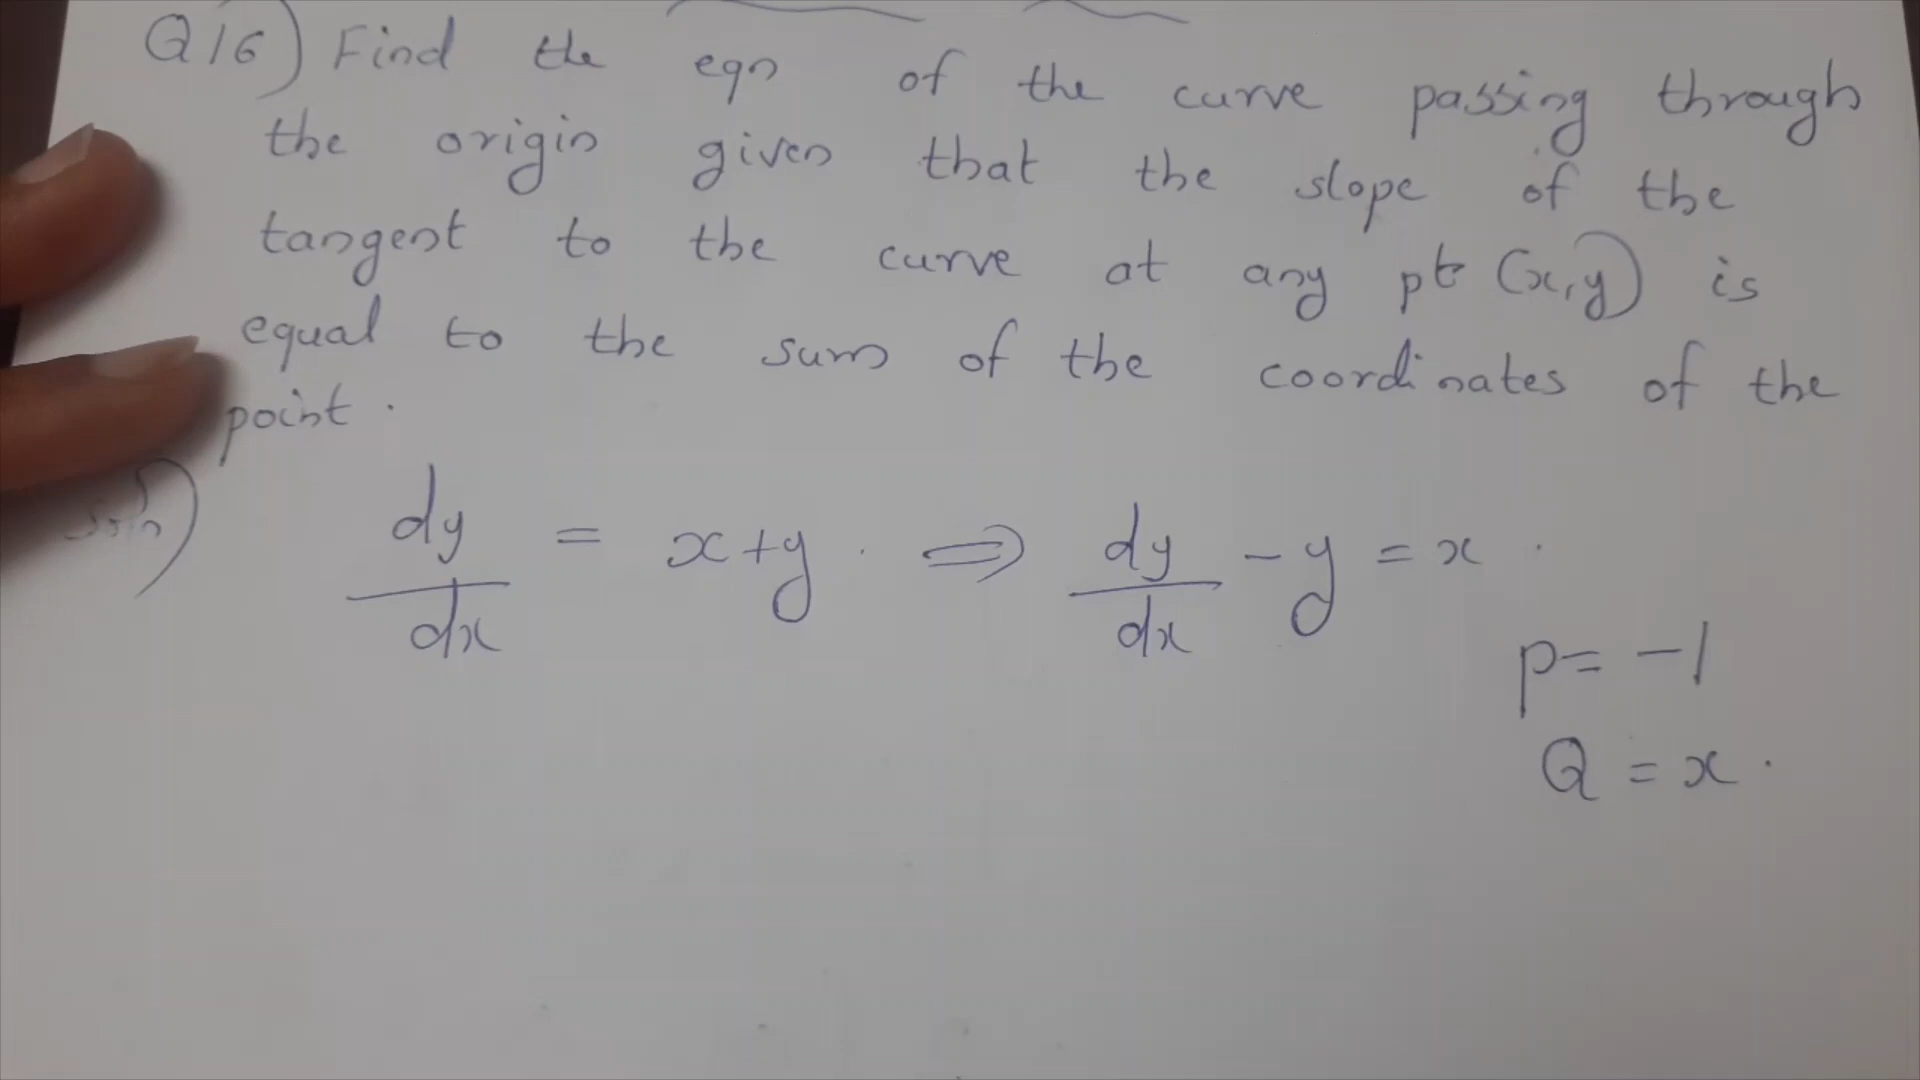 Q16) Find the eqn of the curve passing through
the origin given that the slope of the
tangent to the curve at any pt (x,y) is
equal to the sum of the coordinates of the
point.
Soln) dy/dx = x+y. ⇒ dy/dx - y = x.
P = -1
Q = x.